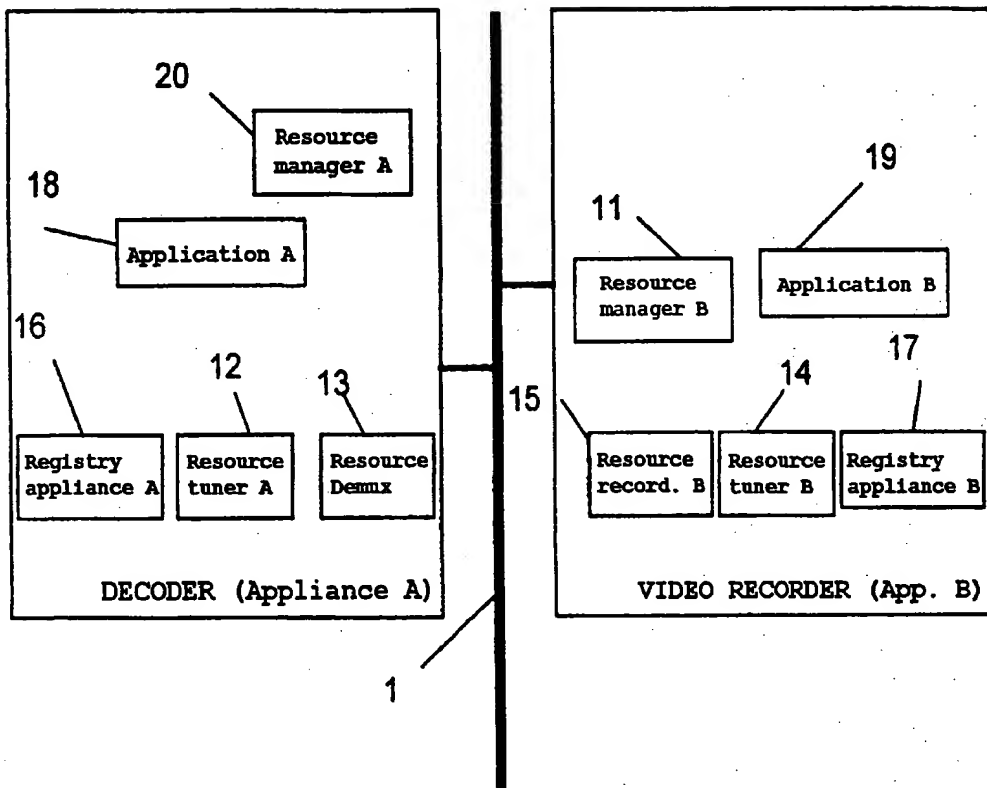 20
Resource
manager A
18
Application A
16
12
13
Registry
appliance A
Resource
tuner A
Resource
Demux
DECODER (Appliance A)
1
11
19
Resource
manager B
Application B
15
14
17
Resource
record. B
Resource
tuner B
Registry
appliance B
VIDEO RECORDER (App. B)